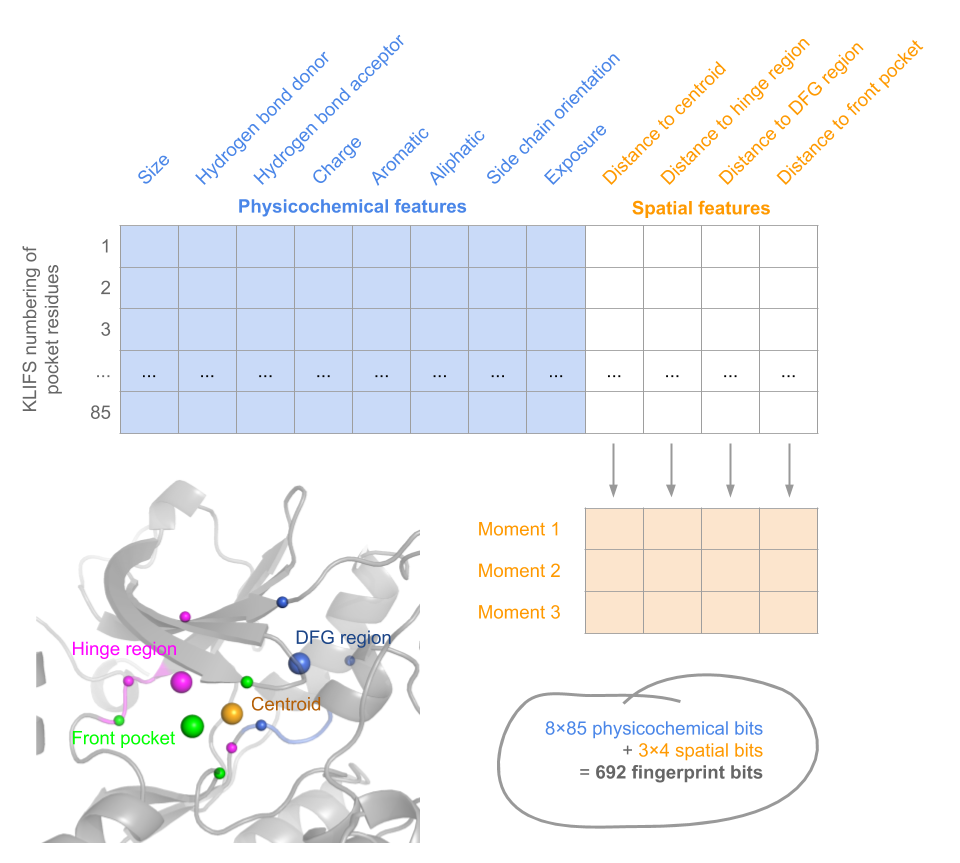 Size
Hydrogen bond donor
Hydrogen bond acceptor
Charge
Aromatic
Aliphatic
Side chain orientation
Exposure
Distance to centroid
Distance to hinge region
Distance to DFG region
Distance to front pocket
Physicochemical features
Spatial features
KLIFS numbering of
pocket residues
1
2
3
... ... ... ... ... ... ... ... ... ... ... ... ...
85
Moment 1
Moment 2
Moment 3
DFG region
Hinge region
Centroid
Front pocket
8×85 physicochemical bits
+ 3×4 spatial bits
= 692 fingerprint bits